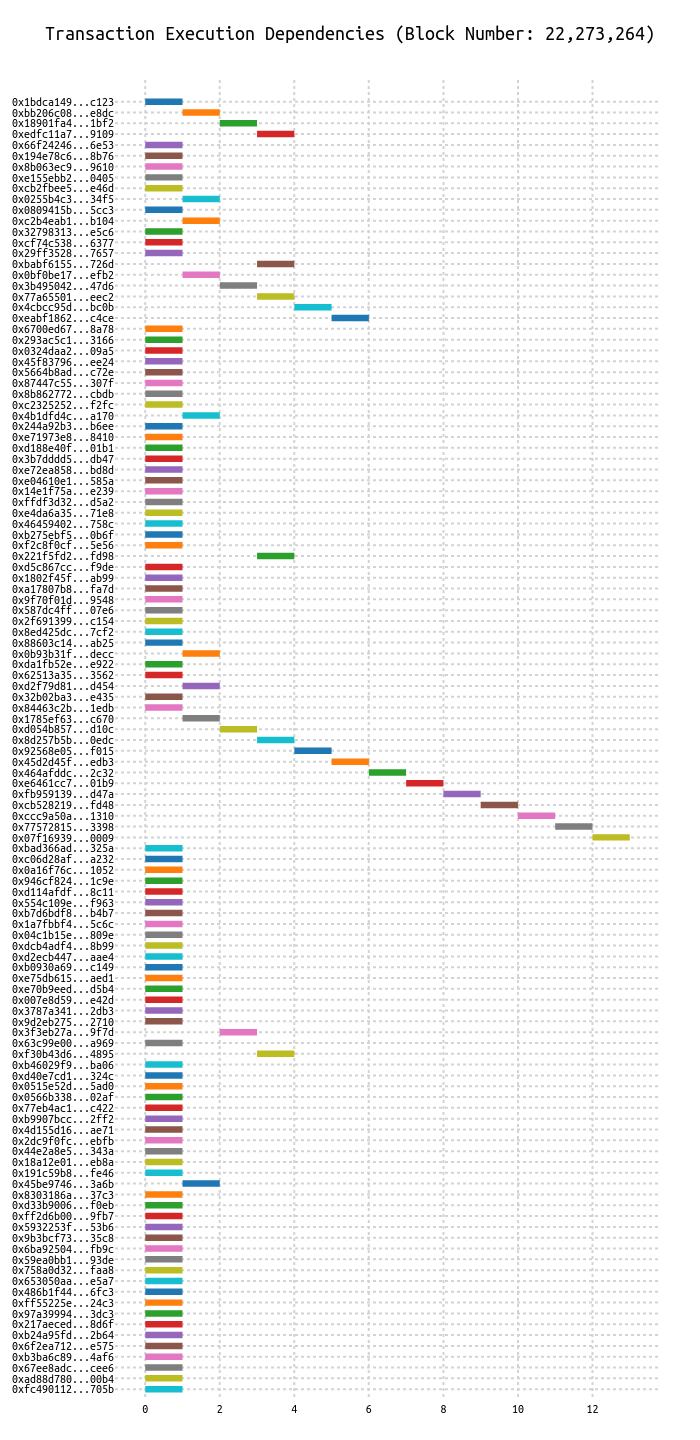 Transaction Execution Dependencies (Block Number: 22,273,264)
0x1bdca149...c123
0xbb206c08...e8dc
0x18901fa4...1bf2
0xedfc11a7...9109
0x66f24246...6e53
0x194e78c6...8b76
0x8b063ec9...9610
0xe155ebb2...0405
0xcb2fbee5...e46d
0x0255b4c3...34f5
0x0809415b...5cc3
0xc2b4eab1...b104
0x32798313...e5c6
0xcf74c538...6377
0x29ff3528...7657
0xbabf6155...726d
0x0bf0be17...efb2
0x3b495042...47d6
0x77a65501...eec2
0x4cbcc95d...bc0b
0xeabf1862...c4ce
0x6700ed67...8a78
0x293ac5c1...3166
0x0324daa2...09a5
0x45f83796...ee24
0x5664b8ad...c72e
0x87447c55...307f
0x8b862772...cbdb
0xc2325252...f2fc
0x4b1dfd4c...a170
0x244a92b3...b6ee
0xe71973e8...8410
0xd188e40f...01b1
0x3b7dddd5...db47
0xe72ea858...bd8d
0xe04610e1...585a
0x14e1f75a...e239
0xffdf3d32...d5a2
0xe4da6a35...71e8
0x46459402...758c
0xb275ebf5...0b6f
0xf2c8f0cf...5e56
0x221f5fd2...fd98
0xd5c867cc...f9de
0x1802f45f...ab99
0xa17807b8...fa7d
0x9f70f01d...9548
0x587dc4ff...07e6
0x2f691399...c154
0x8ed425dc...7cf2
0x88603c14...ab25
0x0b93b31f...decc
0xda1fb52e...e922
0x62513a35...3562
0xd2f79d81...d454
0x32b02ba3...e435
0x84463c2b...1edb
0x1785ef63...c670
0xd054b857...d10c
0x8d257b5b...0edc
0x92568e05...f015
0x45d2d45f...edb3
0x464afddc...2c32
0xe6461cc7...01b9
0xfb959139...d47a
0xcb528219...fd48
0xccc9a50a...1310
0x77572815...3398
0x07f16939...0009
0xbad366ad...325a
0xc06d28af...a232
0x0a16f76c...1052
0x946cf824...1c9e
0xd114afdf...8c11
0x554c109e...f963
0xb7d6bdf8...b4b7
0x1a7fbbf4...5c6c
0x04c1b15e...809e
0xdcb4adf4...8b99
0xd2ecb447...aae4
0xb0930a69...c149
0xe75db615...aed1
0xe70b9eed...d5b4
0x007e8d59...e42d
0x3787a341...2db3
0x9d2eb275...2710
0x3f3eb27a...9f7d
0x63c99e00...a969
0xf30b43d6...4895
0xb46029f9...ba06
0xd40e7cd1...324c
0x0515e52d...5ad0
0x0566b338...02af
0x77eb4ac1...c422
0xb9907bcc...2ff2
0x4d155d16...ae71
0x2dc9f0fc...ebfb
0x44e2a8e5...343a
0x18a12e01...eb8a
0x191c59b8...fe46
0x45be9746...3a6b
0x8303186a...37c3
0xd33b9006...f0eb
0xff2d6b00...9fb7
0x5932253f...53b6
0x9b3bcf73...35c8
0x6ba92504...fb9c
0x59ea0bb1...93de
0x758a0d32...faa8
0x653050aa...e5a7
0x486b1f44...6fc3
0xff55225e...24c3
0x97a39994...3dc3
0x217aeced...8d6f
0xb24a95fd...2b64
0x6f2ea712...e575
0xb3ba6c89...4af6
0x67ee8adc...cee6
0xad88d780...00b4
0xfc490112...705b
0 2 4 6 8 10 12